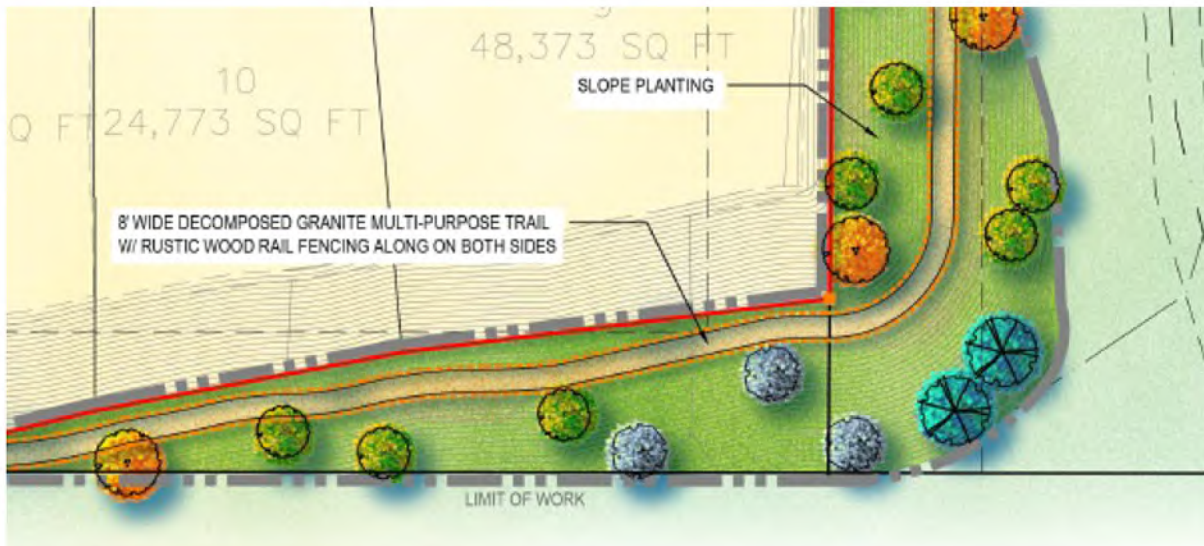 48,373 SQ FT
SLOPE PLANTING
10
Q FT
24,773 SQ FT
8' WIDE DECOMPOSED GRANITE MULTI-PURPOSE TRAIL
W/ RUSTIC WOOD RAIL FENCING ALONG ON BOTH SIDES
LIMIT OF WORK